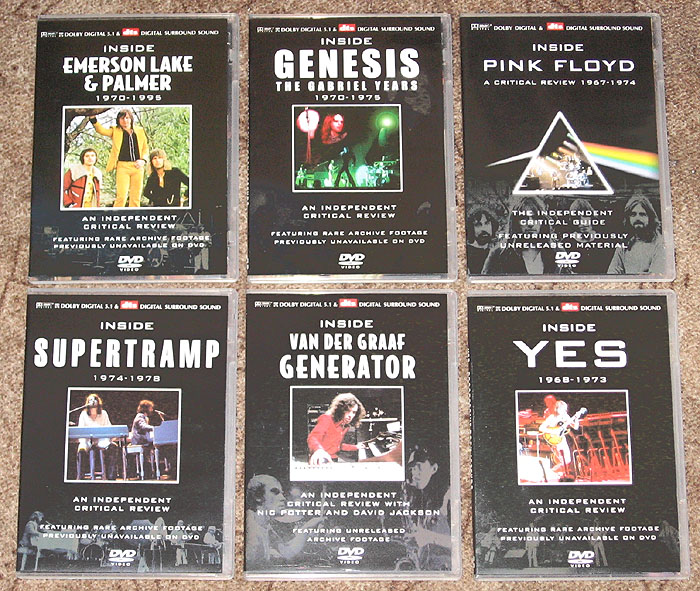 DOLBY DIGITAL 5.1 & dts DIGITAL SURROUND SOUND
INSIDE
EMERSON LAKE
& PALMER
1970-1995
AN INDEPENDENT
CRITICAL REVIEW
FEATURING RARE ARCHIVE FOOTAGE
PREVIOUSLY UNAVAILABLE ON DVD
DVD
VIDEO
DOLBY DIGITAL 5.1 & dts DIGITAL SURROUND SOUND
INSIDE
GENESIS
THE GABRIEL YEARS
1970-1975
AN INDEPENDENT
CRITICAL REVIEW
FEATURING RARE ARCHIVE FOOTAGE
PREVIOUSLY UNAVAILABLE ON DVD
DVD
VIDEO
DOLBY DIGITAL & dts DIGITAL SURROUND SOUND
INSIDE
PINK FLOYD
A CRITICAL REVIEW 1967-1974
THE INDEPENDENT
CRITICAL GUIDE
FEATURING PREVIOUSLY
UNRELEASED MATERIAL
DVD
VIDEO
DOLBY DIGITAL 5.1 & dts DIGITAL SURROUND SOUND
INSIDE
SUPERTRAMP
1974-1978
AN INDEPENDENT
CRITICAL REVIEW
FEATURING RARE ARCHIVE FOOTAGE
PREVIOUSLY UNAVAILABLE ON DVD
DVD
VIDEO
DOLBY DIGITAL 5.1 & dts DIGITAL SURROUND SOUND
INSIDE
VAN DER GRAAF
GENERATOR
AN INDEPENDENT
CRITICAL REVIEW WITH
NIC POTTER AND DAVID JACKSON
FEATURING UNRELEASED
ARCHIVE FOOTAGE
DVD
VIDEO
DOLBY DIGITAL 5.1 & dts DIGITAL SURROUND SOUND
INSIDE
YES
1968-1973
AN INDEPENDENT
CRITICAL REVIEW
FEATURING RARE ARCHIVE FOOTAGE
PREVIOUSLY UNAVAILABLE ON DVD
DVD
VIDEO